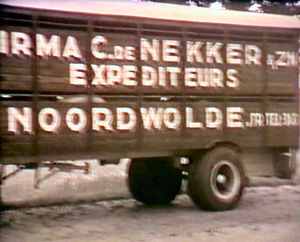 IRMA C. DE NEKKER & ZN
EXPEDITEURS
NOORDWOLDE